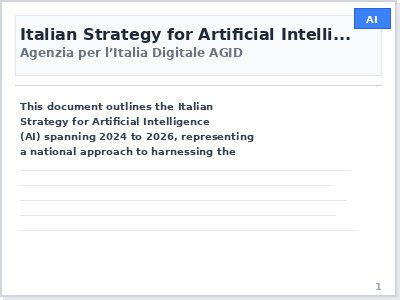 AI
Italian Strategy for Artificial Intelli...
Agenzia per l’Italia Digitale AGID
This document outlines the Italian
Strategy for Artificial Intelligence
(AI) spanning 2024 to 2026, representing
a national approach to harnessing the
1